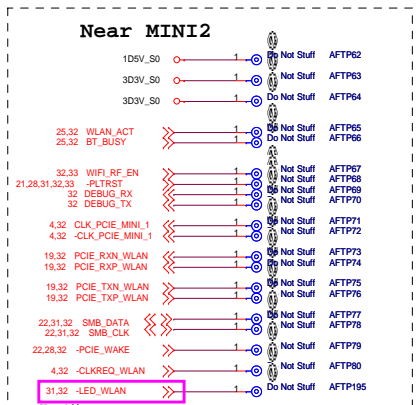 Near MINI2
1D5V_S0 1 Do Not Stuff AFTP62
3D3V_S0 1 Do Not Stuff AFTP63
3D3V_S0 1 Do Not Stuff AFTP64
25,32 WLAN_ACT 1 Do Not Stuff AFTP65
25,32 BT_BUSY 1 Do Not Stuff AFTP66
32,33 WIFI_RF_EN 1 Do Not Stuff AFTP67
21,28,31,32,33 -PLTRST 1 Do Not Stuff AFTP68
32 DEBUG_RX 1 Do Not Stuff AFTP69
32 DEBUG_TX 1 Do Not Stuff AFTP70
4,32 CLK_PCIE_MINI_1 1 Do Not Stuff AFTP71
4,32 -CLK_PCIE_MINI_1 1 Do Not Stuff AFTP72
19,32 PCIE_RXN_WLAN 1 Do Not Stuff AFTP73
19,32 PCIE_RXP_WLAN 1 Do Not Stuff AFTP74
19,32 PCIE_TXN_WLAN 1 Do Not Stuff AFTP75
19,32 PCIE_TXP_WLAN 1 Do Not Stuff AFTP76
22,31,32 SMB_DATA 1 Do Not Stuff AFTP77
22,31,32 SMB_CLK 1 Do Not Stuff AFTP78
22,28,32 -PCIE_WAKE 1 Do Not Stuff AFTP79
4,32 -CLKREQ_WLAN 1 Do Not Stuff AFTP80
31,32 -LED_WLAN 1 Do Not Stuff AFTP195